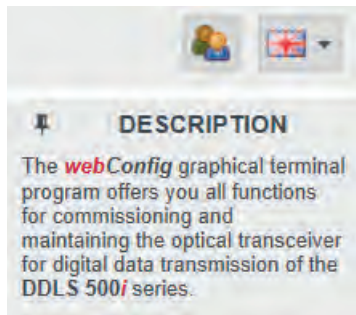 DESCRIPTION
The webConfig graphical terminal
program offers you all functions
for commissioning and
maintaining the optical transceiver
for digital data transmission of the
DDLS 500i series.